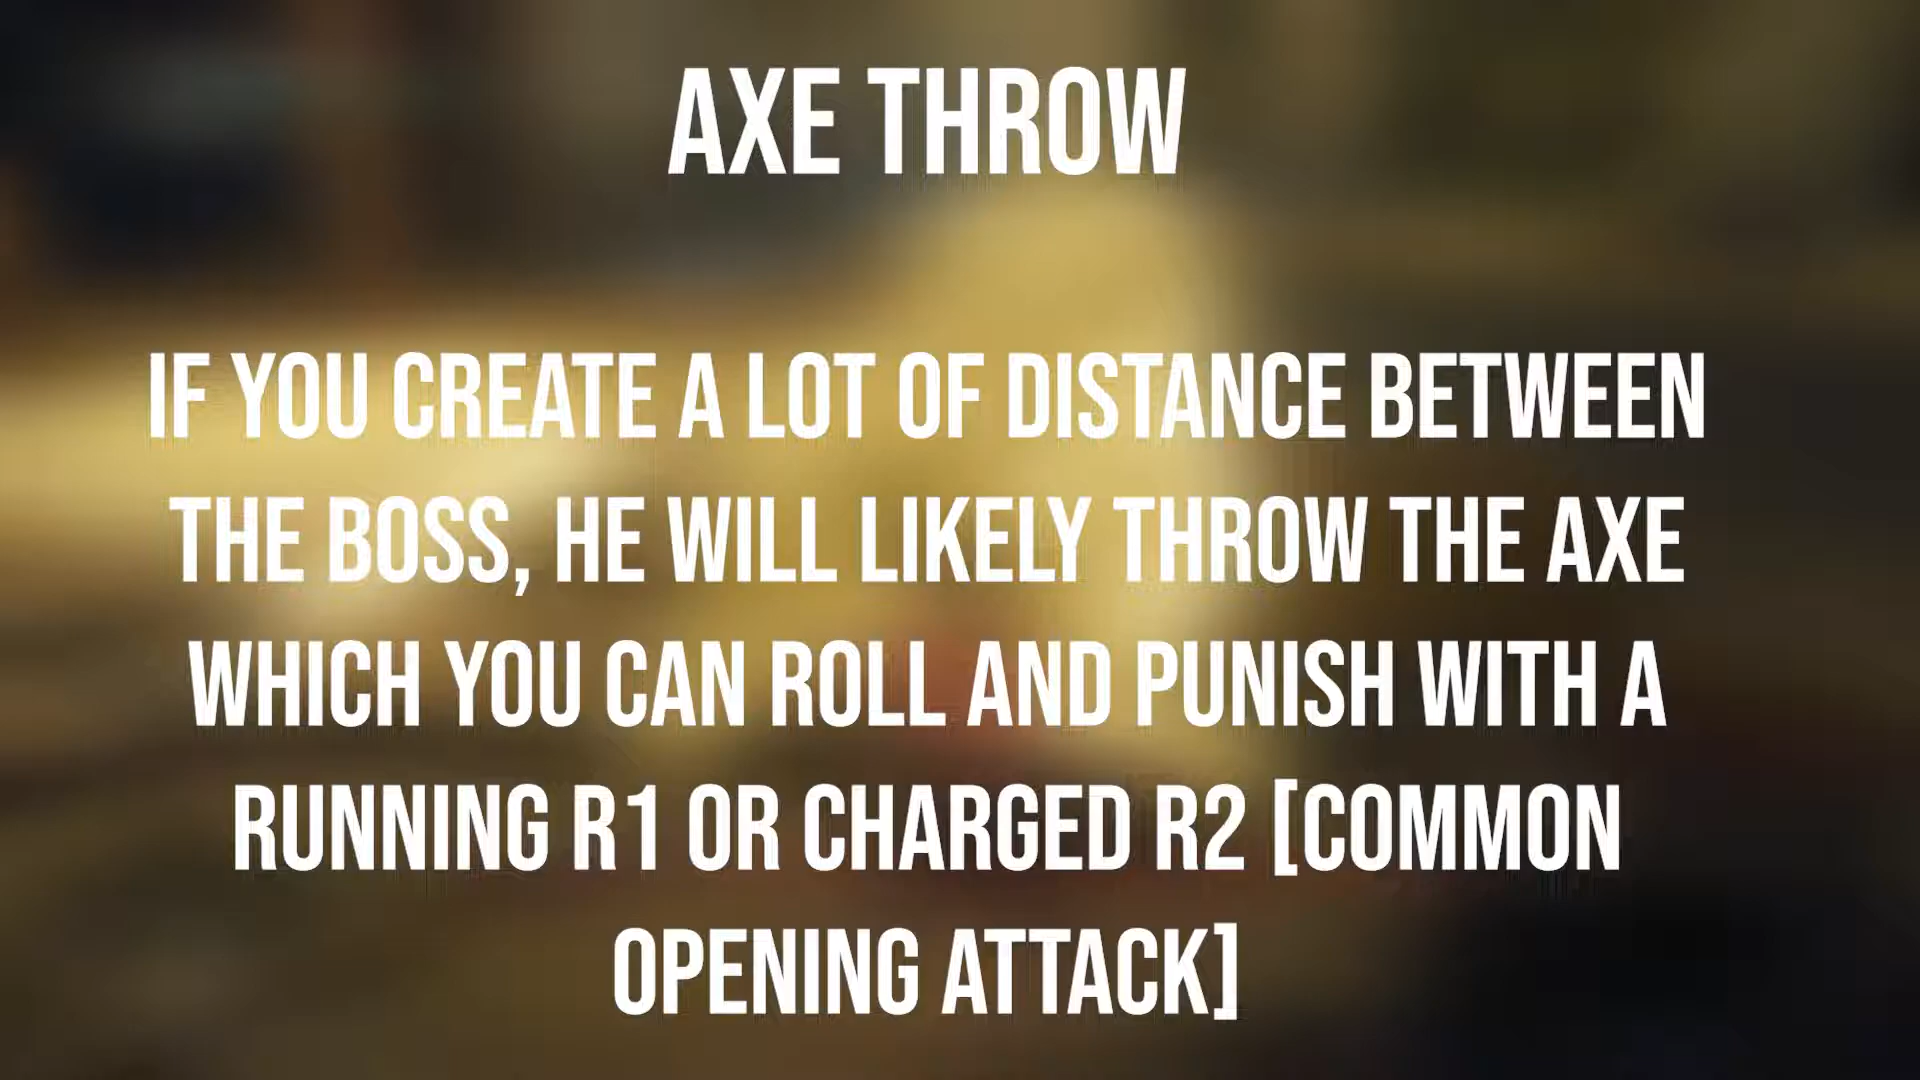 AXE THROW
IF YOU CREATE A LOT OF DISTANCE BETWEEN
THE BOSS, HE WILL LIKELY THROW THE AXE
WHICH YOU CAN ROLL AND PUNISH WITH A
RUNNING R1 OR CHARGED R2 [COMMON
OPENING ATTACK]